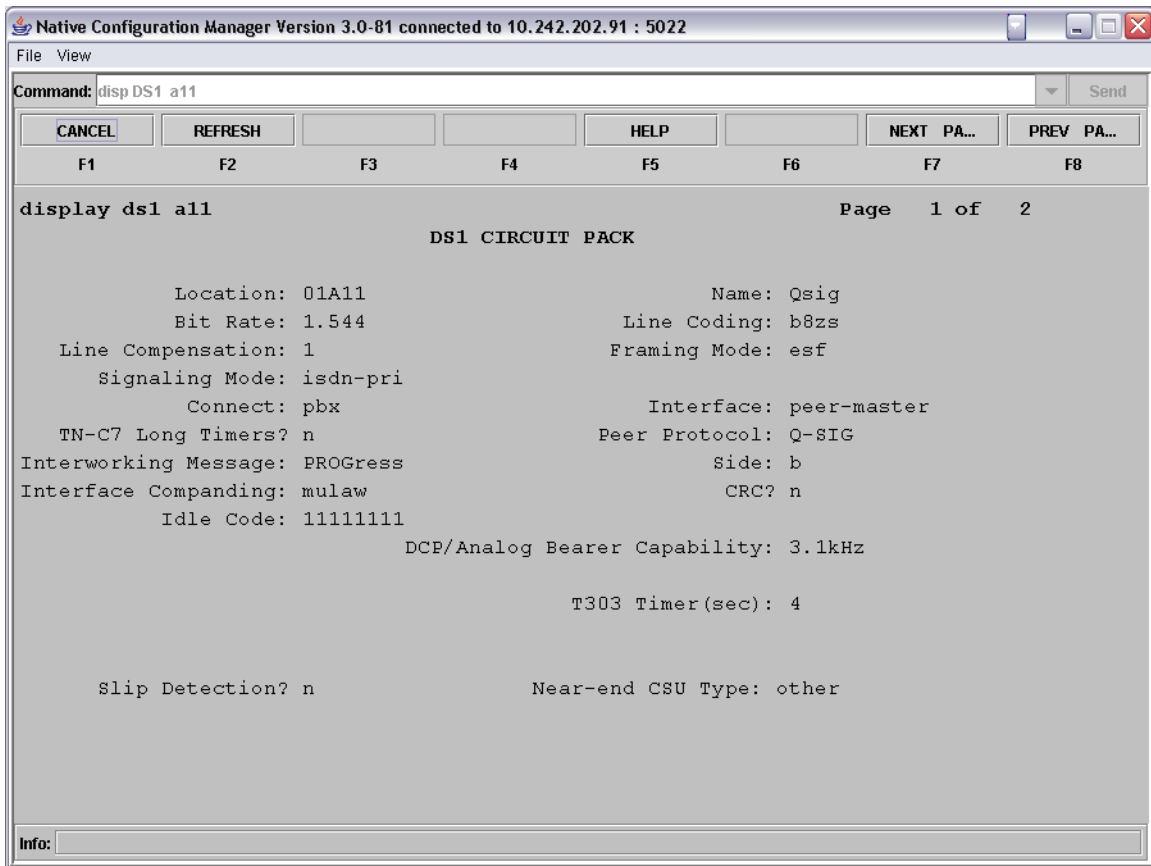 Native Configuration Manager Version 3.0-81 connected to 10.242.202.91 : 5022
File View
Command: disp DS1 a11 Send
CANCEL REFRESH HELP NEXT PA... PREV PA...
F1 F2 F3 F4 F5 F6 F7 F8
display ds1 a11 Page 1 of 2
DS1 CIRCUIT PACK
Location: 01A11 Name: Qsig
Bit Rate: 1.544 Line Coding: b8zs
Line Compensation: 1 Framing Mode: esf
Signaling Mode: isdn-pri
Connect: pbx Interface: peer-master
TN-C7 Long Timers? n Peer Protocol: Q-SIG
Interworking Message: PROGress Side: b
Interface Companding: mulaw CRC? n
Idle Code: 11111111
DCP/Analog Bearer Capability: 3.1kHz
T303 Timer(sec): 4
Slip Detection? n Near-end CSU Type: other
Info: